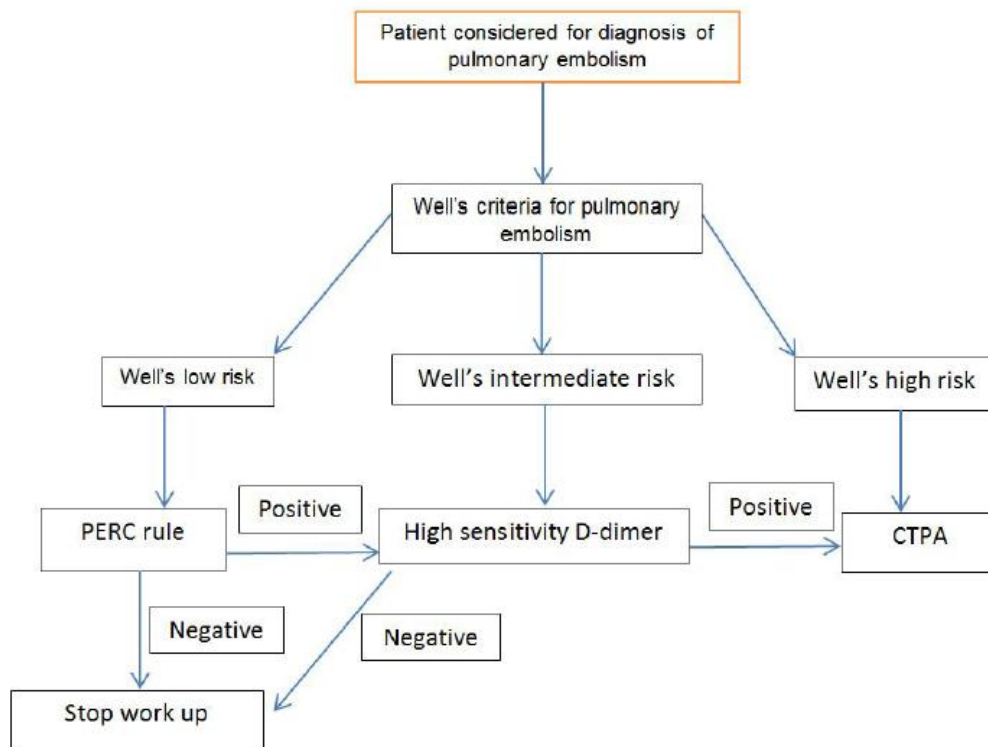 Patient considered for diagnosis of
pulmonary embolism
Well's criteria for pulmonary
embolism
Well's low risk
Well's intermediate risk
Well's high risk
PERC rule
Positive
High sensitivity D-dimer
Positive
CTPA
Negative
Negative
Stop work up